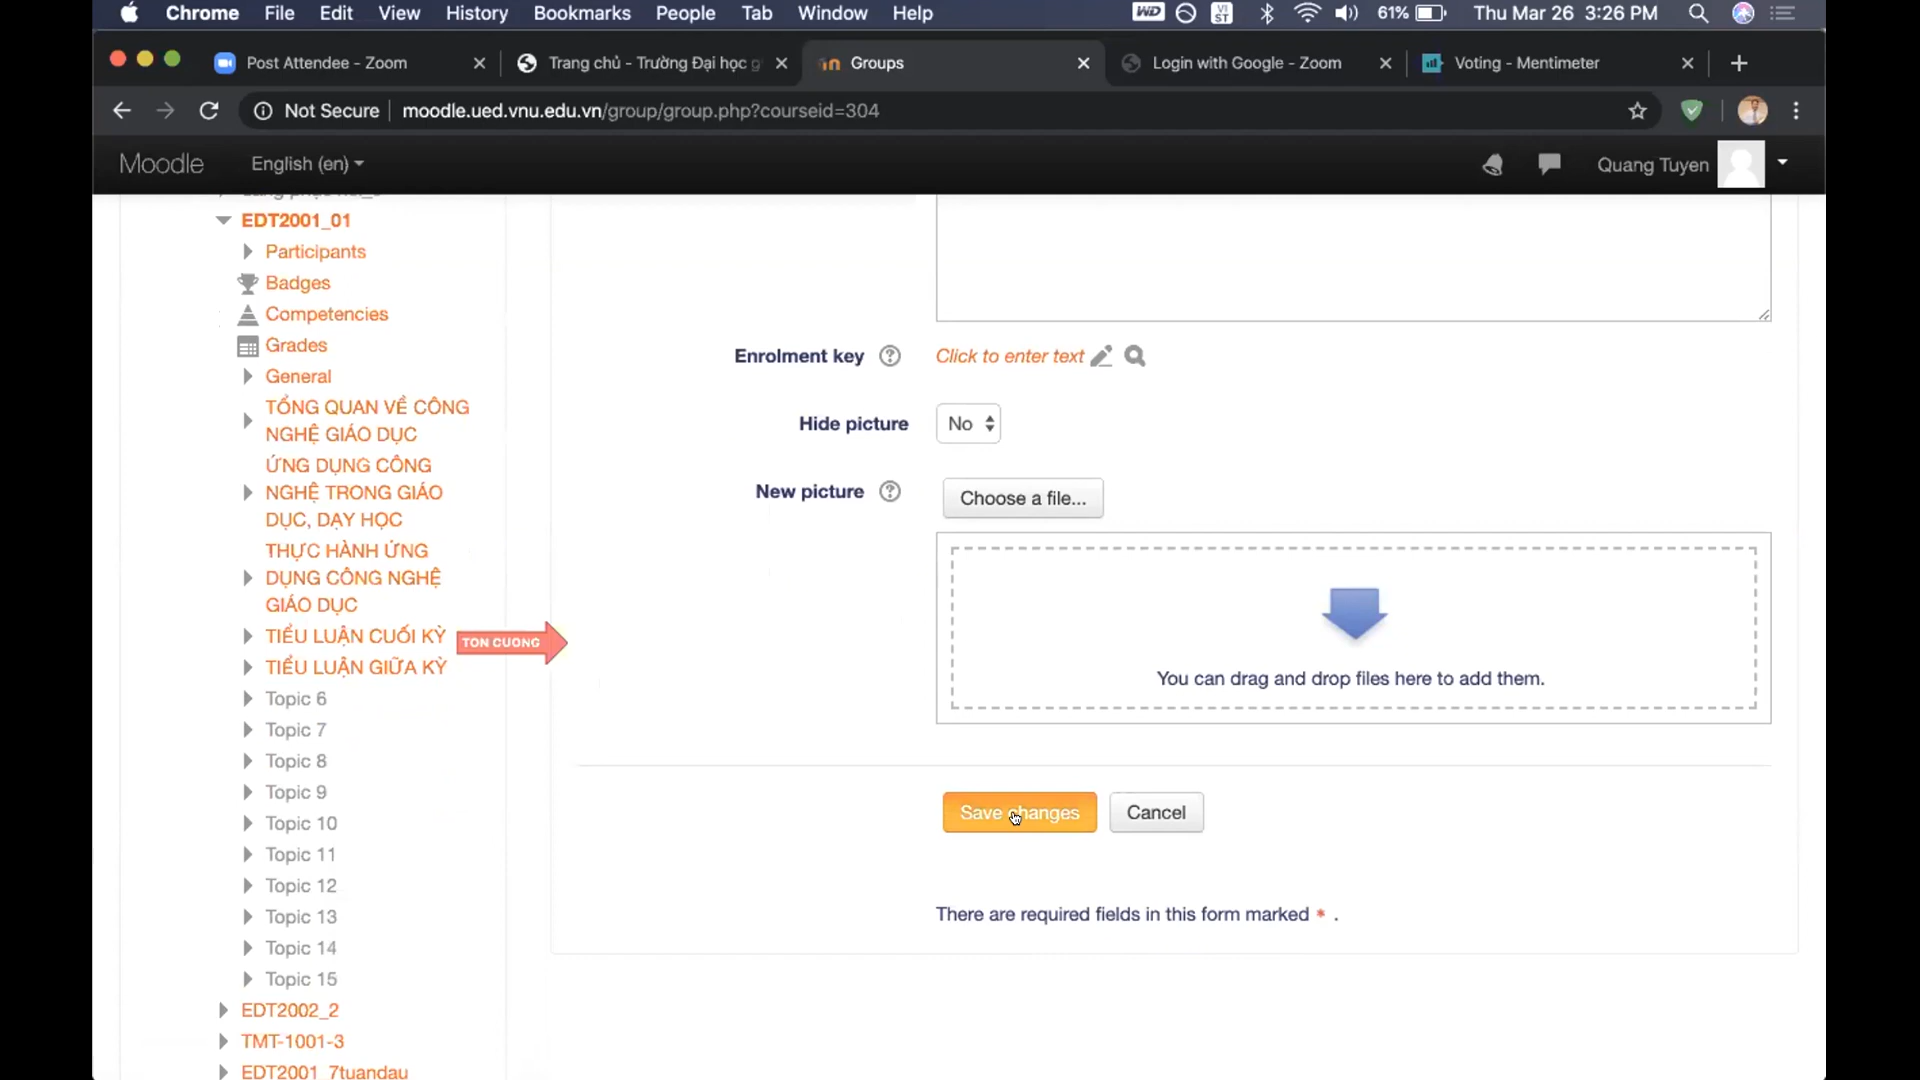 Chrome File Edit View History Bookmarks People Tab Window Help WD VI ST 61% Thu Mar 26 3:26 PM
Post Attendee - Zoom Trang chủ - Trường Đại học g Groups Login with Google - Zoom Voting - Mentimeter
Not Secure moodle.ued.vnu.edu.vn/group/group.php?courseid=304
Moodle English (en) Quang Tuyen
EDT2001_01
Participants
Badges
Competencies
Grades
General
TỔNG QUAN VỀ CÔNG
NGHỆ GIÁO DỤC
ỨNG DỤNG CÔNG
NGHỆ TRONG GIÁO
DỤC, DẠY HỌC
THỰC HÀNH ỨNG
DỤNG CÔNG NGHỆ
GIÁO DỤC
TIỂU LUẬN CUỐI KỲ
TIỂU LUẬN GIỮA KỲ
Topic 6
Topic 7
Topic 8
Topic 9
Topic 10
Topic 11
Topic 12
Topic 13
Topic 14
Topic 15
EDT2002_2
TMT-1001-3
EDT2001_7tuandau
TON CUONG
Enrolment key Click to enter text
Hide picture No
New picture Choose a file...
You can drag and drop files here to add them.
Save changes Cancel
There are required fields in this form marked * .